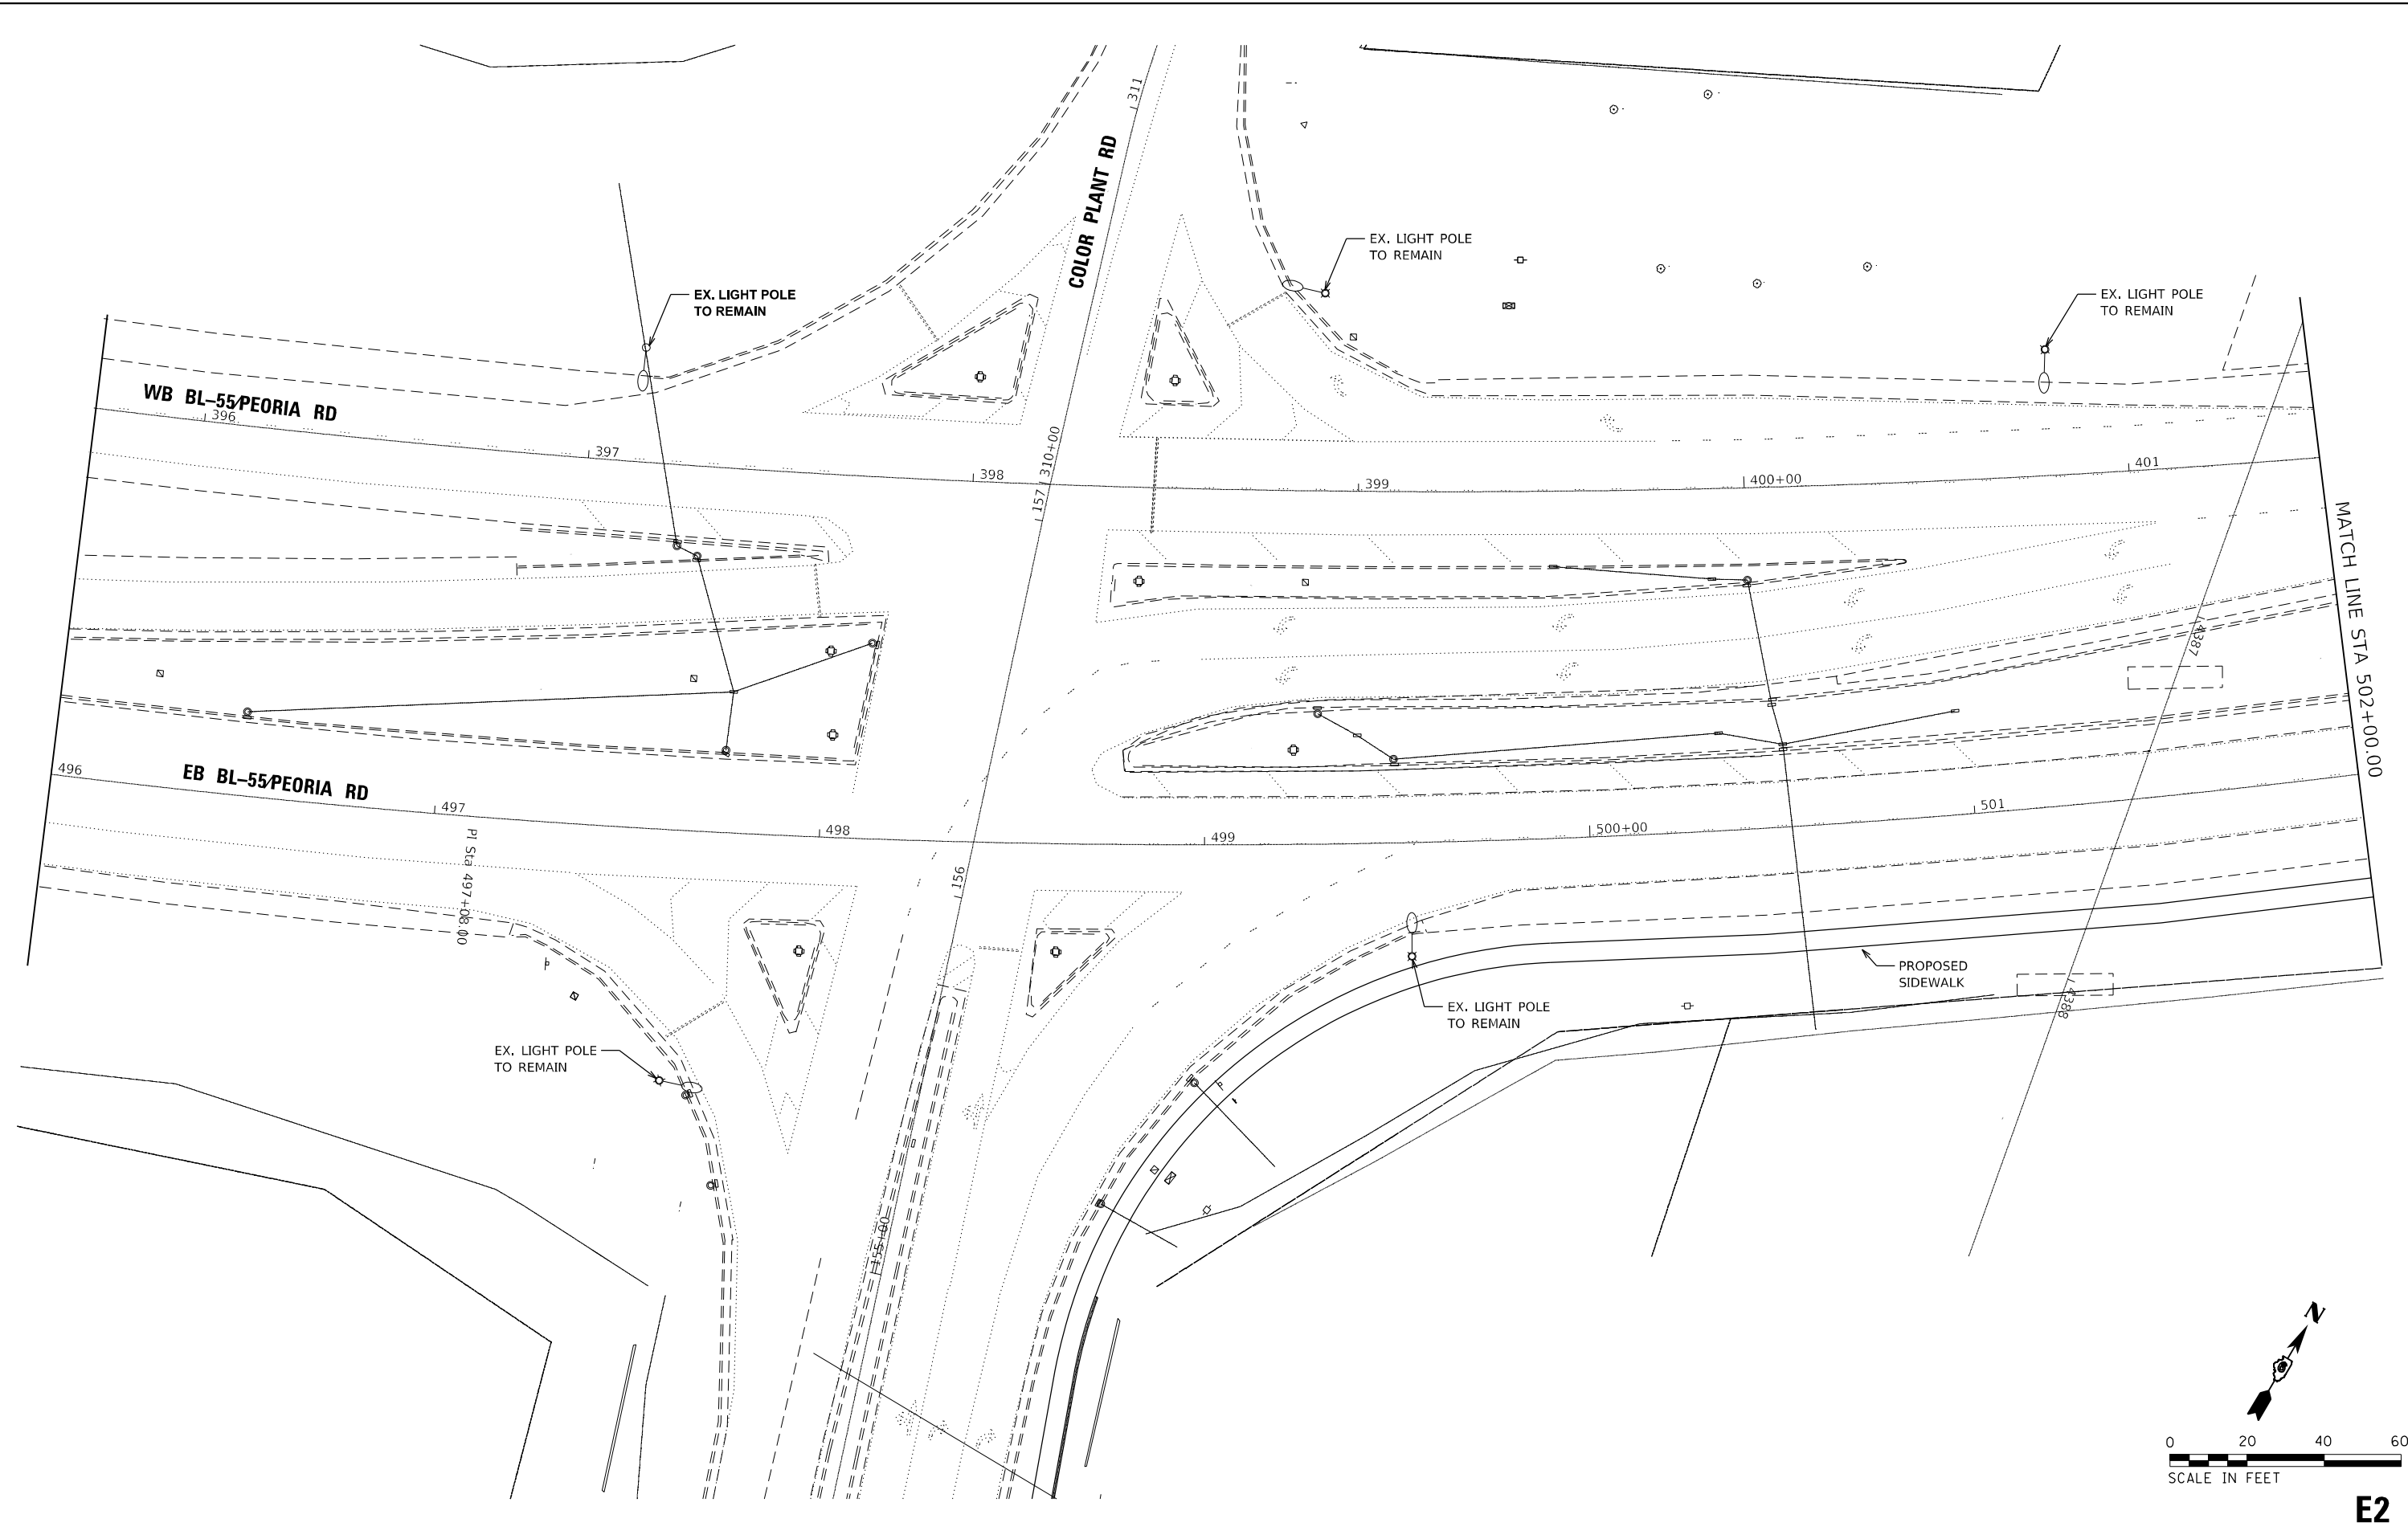 311
COLOR PLANT RD
EX. LIGHT POLE
TO REMAIN
EX. LIGHT POLE
TO REMAIN
EX. LIGHT POLE
TO REMAIN
WB BL-55/PEORIA RD
396
397
398
157
310+00
399
400+00
401
MATCH LINE STA 502+00.00
4387
EB BL-55/PEORIA RD
496
497
PI Sta 497+08.00
498
499
500+00
501
156
PROPOSED
SIDEWALK
EX. LIGHT POLE
TO REMAIN
4388
EX. LIGHT POLE
TO REMAIN
155+00
N
0 20 40 60
SCALE IN FEET
E2